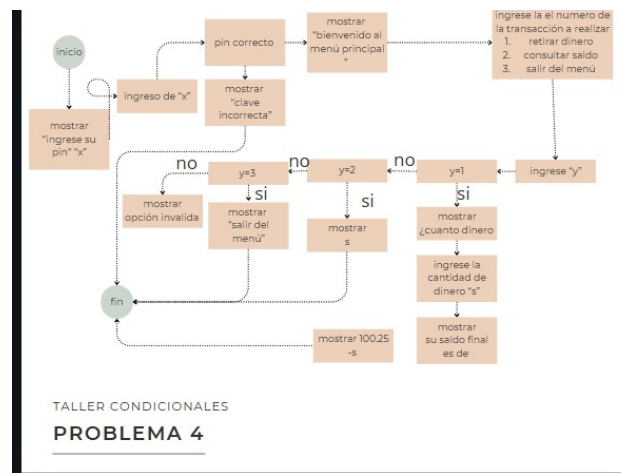 inicio
mostrar
"ingrese su
pin" "x"
ingreso de "x"
pin correcto
mostrar
"clave
incorrecta"
mostrar
"bienvenido al
menú principal
"
ingrese la el numero de
la transacción a realizar
1. retirar dinero
2. consultar saldo
3. salir del menú
ingrese "y"
y=1
no
si
mostrar
¿cuanto dinero
ingrese la
cantidad de
dinero "s"
mostrar
su saldo final
es de
y=2
no
si
mostrar
s
y=3
no
si
mostrar
"salir del
menú"
mostrar
opción invalida
fin
mostrar 100.25
-s
TALLER CONDICIONALES
PROBLEMA 4